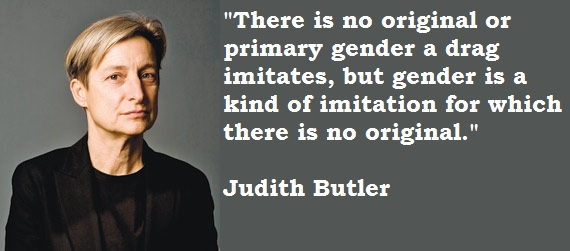 "There is no original or
primary gender a drag
imitates, but gender is a
kind of imitation for which
there is no original."
Judith Butler